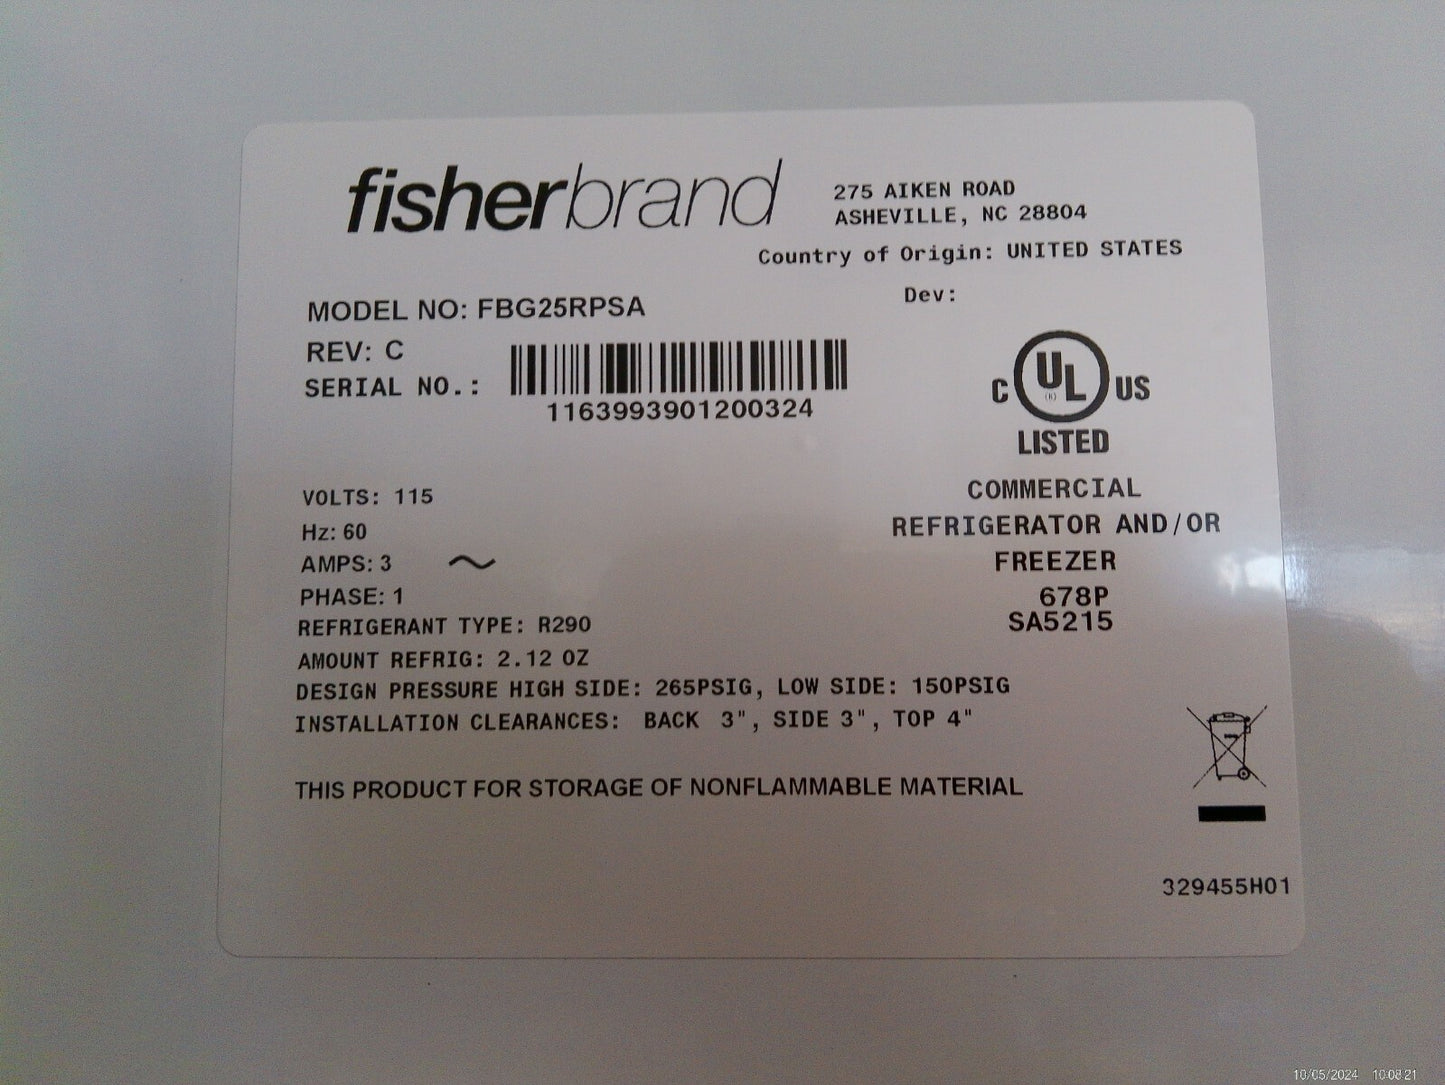 fisherbrand
275 AIKEN ROAD
ASHEVILLE, NC 28804
Country of Origin: UNITED STATES
Dev:
MODEL NO: FBG25RPSA
REV: C
SERIAL NO.:
1163993901200324
C UL US
(R)
LISTED
COMMERCIAL
REFRIGERATOR AND/OR
FREEZER
678P
SA5215
VOLTS: 115
Hz: 60
AMPS: 3 ~
PHASE: 1
REFRIGERANT TYPE: R290
AMOUNT REFRIG: 2.12 OZ
DESIGN PRESSURE HIGH SIDE: 265PSIG, LOW SIDE: 150PSIG
INSTALLATION CLEARANCES: BACK 3", SIDE 3", TOP 4"
THIS PRODUCT FOR STORAGE OF NONFLAMMABLE MATERIAL
329455H01
10/05/2024 10:08:21